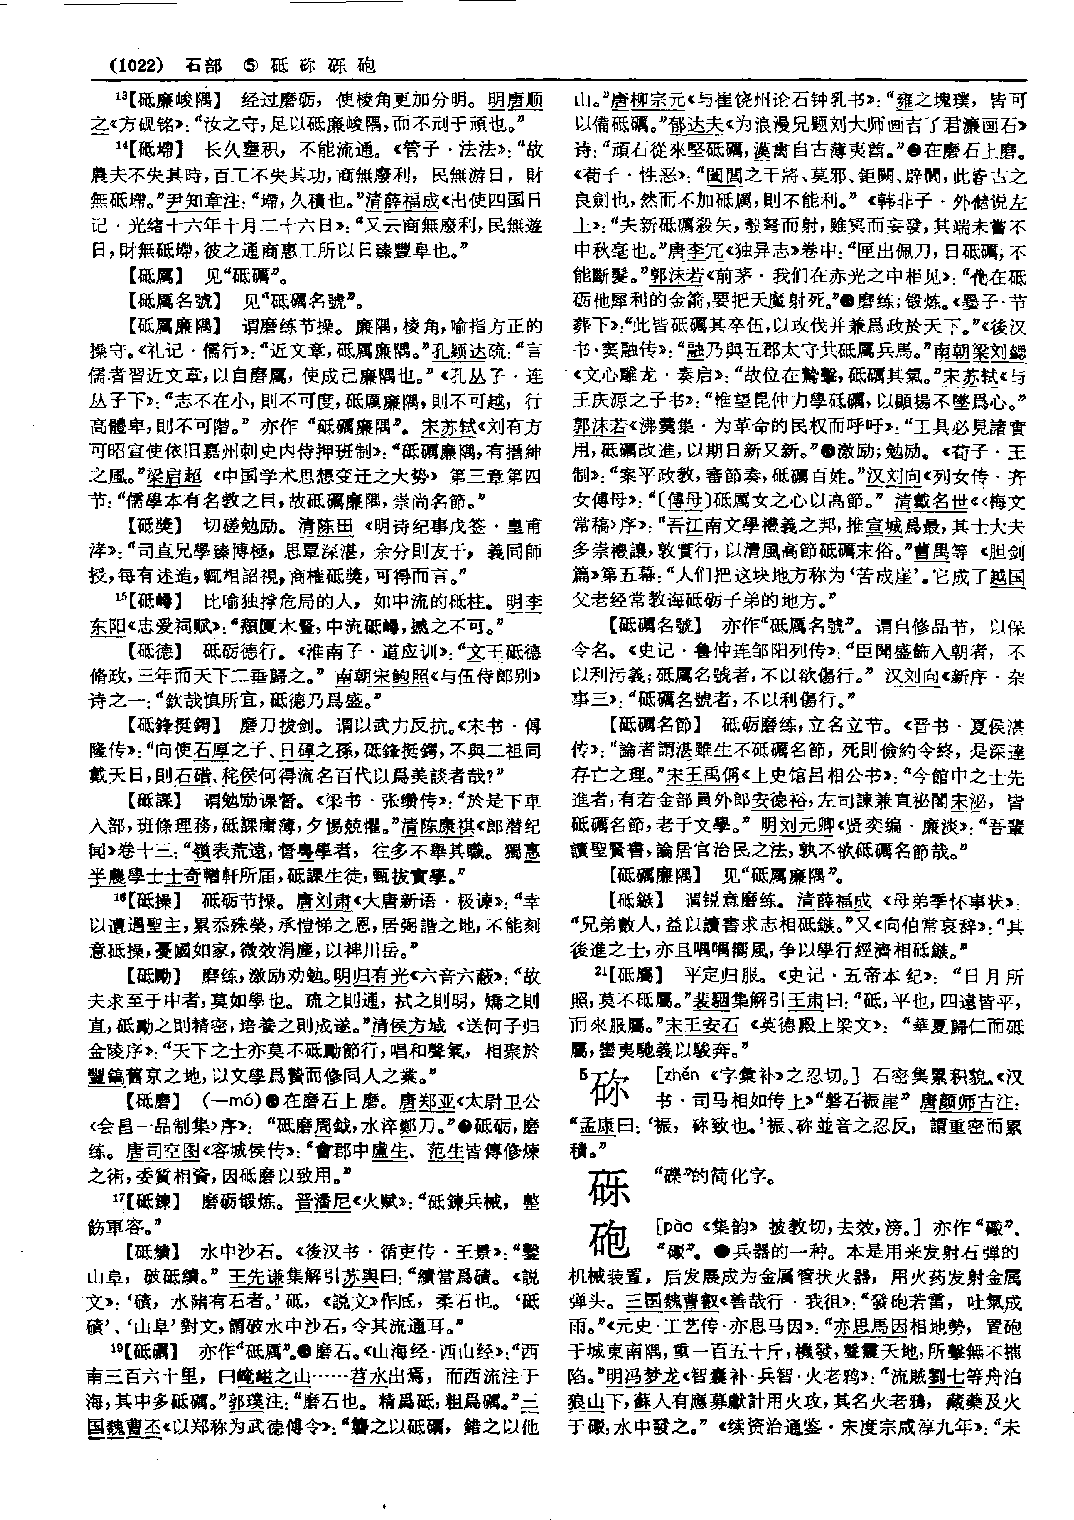 (1022) 石部 ⑤ 砥 砳 砾 砲
13【砥廉峻隅】 经过磨砺，使棱角更加分明。明唐顺
之《方砚铭》：“汝之守，足以砥廉峻隅，而不刓于頑也。”
14【砥墆】 长久壅积，不能流通。《管子·法法》：“故
農夫不失其時，百工不失其功，商無廢利，民無游日，財
無砥墆。”尹知章注：“墆，久積也。”清薛福成《出使四国日
记·光绪十六年十月二十六日》：“又云商無廢利，民無遊
日，財無砥墆，彼之通商惠工所以日臻豐阜也。”
【砥厲】 见“砥礪”。
【砥厲名號】 见“砥礪名號”。
【砥厲廉隅】 谓磨练节操。廉隅，棱角，喻指方正的
操守。《礼记·儒行》：“近文章，砥厲廉隅。”孔颖达疏：“言
儒者習近文章，以自磨厲，使成己廉隅也。”《孔丛子·连
丛子下》：“志不在小，則不可度，砥厲廉隅，則不可越，行
高體卑，則不可階。”亦作“砥礪廉隅”。宋苏轼《刘有方
可昭宣使依旧嘉州刺史内侍押班制》：“砥礪廉隅，有搢紳
之風。”梁启超《中国学术思想变迁之大势》第三章第四
节：“儒學本有名教之目，故砥礪廉隅，崇尚名節。”
【砥獎】 切磋勉励。清陈田《明诗纪事戊签·皇甫
涍》：“司直兄學臻博極，思覃深湛，余分則友于，義同師
授，每有述造，輒相詔視，商榷砥獎，可得而言。”
15【砥㟳】 比喻独撑危局的人，如中流的砥柱。明李
东阳《忠爱祠赋》：“頹厦木豎，中流砥㟳，撼之不可。”
【砥德】 砥砺德行。《淮南子·道应训》：“文王砥德
脩政，三年而天下二垂歸之。”南朝宋鲍照《与伍侍郎别》
诗之一：“欽哉慎所宜，砥德乃爲盛。”
【砥鋒挺鍔】 磨刀拔剑。谓以武力反抗。《宋书·傅
隆传》：“向使石厚之子、日磾之孫，砥鋒挺鍔，不與二祖同
戴天日，則石碏、秺侯何得流名百代以爲美談者哉？”
【砥課】 谓勉励课督。《梁书·张缵传》：“於是下車
入部，班條理務，砥課庸薄，夕惕兢懼。”清陈康祺《郎潜纪
闻》卷十三：“嶺表荒遠，督粤學者，往多不舉其職。獨惠
半農學士士奇輶軒所届，砥課生徒，甄拔實學。”
16【砥操】 砥砺节操。唐刘肃《大唐新语·极谏》：“幸
以遭遇聖主，累忝殊榮，承愷悌之恩，居弼諧之地，不能刻
意砥操，憂國如家，微效涓塵，以裨川岳。”
【砥勵】 磨练，激励劝勉。明归有光《六言六蔽》：“故
夫求至于中者，莫如學也。疏之則通，拭之則明，矯之則
直，砥勵之則精密，培養之則成遂。”清侯方域《送何子归
金陵序》：“天下之士亦莫不砥勵節行，唱和聲氣，相聚於
豐鎬舊京之地，以文學爲贄而修同人之業。”
【砥磨】 (—mó)❶在磨石上磨。唐郑亚《太尉卫公
〈会昌一品制集〉序》：“砥磨周鉞，水淬鄭刀。”❷砥砺，磨
练。唐司空图《容城侯传》：“會郡中盧生、范生皆傅修煉
之術，委質相資，因砥磨以致用。”
17【砥鍊】 磨砺锻炼。晋潘尼《火赋》：“砥鍊兵械，整
飭軍容。”
【砥績】 水中沙石。《後汉书·循吏传·王景》：“鑿
山阜，破砥績。”王先谦集解引苏舆曰：“績當爲磧。《説
文》：‘磧，水陼有石者。’砥，《説文》作底，柔石也。‘砥
磧’、‘山阜’對文，謂破水中沙石，令其流通耳。”
19【砥礪】 亦作“砥厲”。❶磨石。《山海经·西山经》：“西
南三百六十里，曰崦嵫之山……苕水出焉，而西流注于
海，其中多砥礪。”郭璞注：“磨石也。精爲砥，粗爲礪。”三
国魏曹丕《以郑称为武德傅令》：“礱之以砥礪，錯之以他
山。”唐柳宗元《与崔饶州论石钟乳书》：“雍之塊璞，皆可
以備砥礪。”郁达夫《为浪漫兄题刘大师画吉了君濂画石》
诗：“頑石從來堅砥礪，漢禽自古薄夷酋。”❷在磨石上磨。
《荀子·性恶》：“闔閭之干將、莫邪、鉅闕、辟閭，此皆古之
良劍也，然而不加砥厲，則不能利。”《韩非子·外储说左
上》：“夫新砥礪殺矢，彀弩而射，雖冥而妄發，其端未嘗不
中秋毫也。”唐李冗《独异志》卷中：“匣出佩刀，日砥礪，不
能斷髮。”郭沫若《前茅·我们在赤光之中相见》：“他在砥
砺他犀利的金箭，要把天魔射死。”❸磨练；锻炼。《墨子·节
葬下》：“此皆砥礪其卒伍，以攻伐并兼爲政於天下。”《後汉
书·窦融传》：“融乃與五郡太守共砥厲兵馬。”南朝梁刘勰
《文心雕龙·奏启》：“故位在鷙擊，砥礪其氣。”宋苏轼《与
王庆源之子书》：“惟望昆仲力學砥礪，以顯揚不墜爲心。”
郭沫若《沸羹集·为革命的民权而呼吁》：“工具必見諸實
用，砥礪改進，以期日新又新。”❹激励；勉励。《荀子·王
制》：“案平政教，審節奏，砥礪百姓。”汉刘向《列女传·齐
女傅母》：“〔傅母〕砥厲女之心以高節。”清戴名世《〈梅文
常稿〉序》：“吾江南文學禮義之邦，推宣城爲最，其士大夫
多崇禮讓，敦實行，以清風高節砥礪末俗。”曹禺等《胆剑
篇》第五幕：“人们把这块地方称为‘苦成崖’。它成了越国
父老经常教诲砥砺子弟的地方。”
【砥礪名號】 亦作“砥厲名號”。谓自修品节，以保
令名。《史记·鲁仲连邹阳列传》：“臣聞盛飾入朝者，不
以利污義；砥厲名號者，不以欲傷行。”汉刘向《新序·杂
事三》：“砥礪名號者，不以利傷行。”
【砥礪名節】 砥砺磨练，立名立节。《晋书·夏侯湛
传》：“論者謂湛雖生不砥礪名節，死則儉約令終，是深達
存亡之理。”宋王禹偁《上史馆吕相公书》：“今館中之士先
進者，有若金部員外郎安德裕，左司諫兼直祕閣宋泌，皆
砥礪名節，老于文學。”明刘元卿《贤奕编·廉淡》：“吾輩
讀聖賢書，論居官治民之法，孰不欲砥礪名節哉。”
【砥礪廉隅】 见“砥厲廉隅”。
【砥鏃】 谓锐意磨练。清薛福成《母弟季怀事状》：
“兄弟數人，益以讀書求志相砥鏃。”又《向伯常哀辞》：“其
後進之士，亦且喁喁嚮風，争以學行經濟相砥鏃。”
21【砥屬】 平定归服。《史记·五帝本纪》：“日月所
照，莫不砥屬。”裴駰集解引王肃曰：“砥，平也，四遠皆平，
而來服屬。”宋王安石《英德殿上梁文》：“華夏歸仁而砥
屬，蠻夷馳義以駿奔。”
5 砛 [zhěn 《字彙补》之忍切。] 石密集累积貌。《汉
书·司马相如传上》“磐石振崖”唐颜师古注：
“孟康曰：‘振，砛致也。’振、砛並音之忍反，謂重密而累
積。”
砾 “礫”的简化字。
砲 [pào 《集韵》披教切，去效，滂。] 亦作“礮”。
“礟”。❶兵器的一种。本是用来发射石弹的
机械装置，后发展成为金属管状火器，用火药发射金属
弹头。三国魏曹叡《善哉行·我徂》：“發砲若雷，吐氣成
雨。”《元史·工艺传·亦思马因》：“亦思馬因相地勢，置砲
于城東南隅，重一百五十斤，機發，聲震天地，所擊無不摧
陷。”明冯梦龙《智囊补·兵智·火老鸦》：“流賊劉七等舟泊
狼山下，蘇人有應募獻計用火攻，其名火老鴉，藏藥及火
于礮，水中發之。”《续资治通鉴·宋度宗咸淳九年》：“未